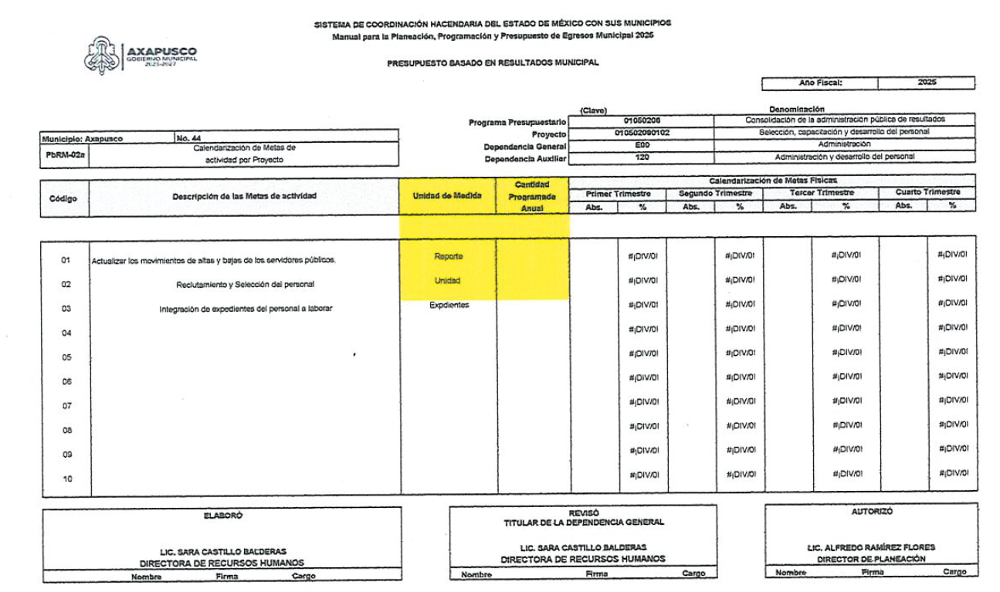 SISTEMA DE COORDINACIÓN HACENDARIA DEL ESTADO DE MÉXICO CON SUS MUNICIPIOS
Manual para la Planeación, Programación y Presupuesto de Egresos Municipal 2025
AXAPUSCO
GOBIERNO MUNICIPAL
2025-2027
PRESUPUESTO BASADO EN RESULTADOS MUNICIPAL
Año Fiscal: 2025
(Clave) Denominación
Programa Presupuestario 01050206 Consolidación de la administración pública de resultados
Proyecto 010502060102 Selección, capacitación y desarrollo del personal
Dependencia General E00 Administración
Dependencia Auxiliar 120 Administración y desarrollo del personal
Municipio: Axapusco No. 44
PbRM-02a Calendarización de Metas de
actividad por Proyecto
Código Descripción de las Metas de actividad Unidad de Medida Cantidad Programada Anual Calendarización de Metas Físicas
Primer Trimestre Segundo Trimestre Tercer Trimestre Cuarto Trimestre
Abs. % Abs. % Abs. % Abs. %
01 Actualizar los movimientos de altas y bajas de los servidores públicos. Reporte #¡DIV/0! #¡DIV/0! #¡DIV/0! #¡DIV/0!
02 Reclutamiento y Selección del personal Unidad #¡DIV/0! #¡DIV/0! #¡DIV/0! #¡DIV/0!
03 Integración de expedientes del personal a laborar Expdientes #¡DIV/0! #¡DIV/0! #¡DIV/0! #¡DIV/0!
04 #¡DIV/0! #¡DIV/0! #¡DIV/0! #¡DIV/0!
05 #¡DIV/0! #¡DIV/0! #¡DIV/0! #¡DIV/0!
06 #¡DIV/0! #¡DIV/0! #¡DIV/0! #¡DIV/0!
07 #¡DIV/0! #¡DIV/0! #¡DIV/0! #¡DIV/0!
08 #¡DIV/0! #¡DIV/0! #¡DIV/0! #¡DIV/0!
09 #¡DIV/0! #¡DIV/0! #¡DIV/0! #¡DIV/0!
10 #¡DIV/0! #¡DIV/0! #¡DIV/0! #¡DIV/0!
ELABORÓ
LIC. SARA CASTILLO BALDERAS
DIRECTORA DE RECURSOS HUMANOS
Nombre Firma Cargo
REVISÓ
TITULAR DE LA DEPENDENCIA GENERAL
LIC. SARA CASTILLO BALDERAS
DIRECTORA DE RECURSOS HUMANOS
Nombre Firma Cargo
AUTORIZÓ
LIC. ALFREDO RAMÍREZ FLORES
DIRECTOR DE PLANEACIÓN
Nombre Firma Cargo